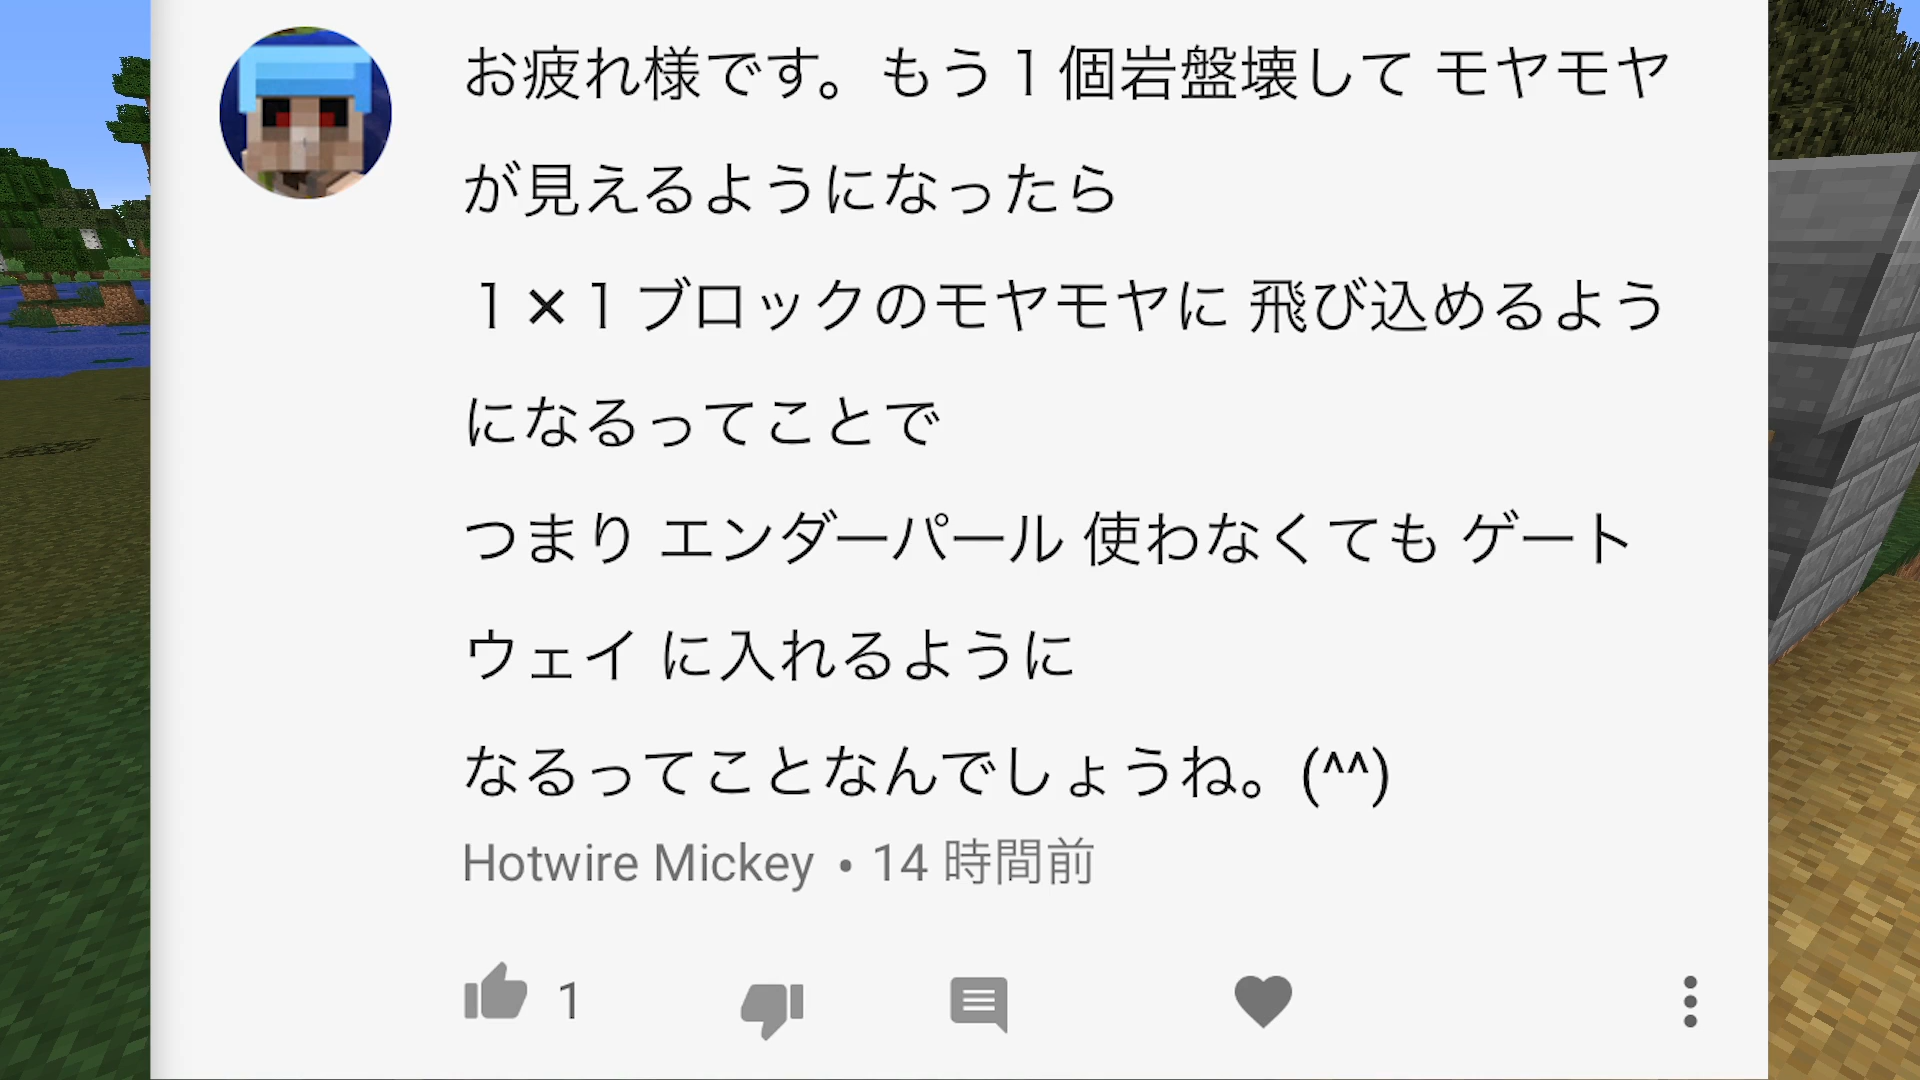 お疲れ様です。もう１個岩盤壊して モヤモヤ
が見えるようになったら
１×１ブロックのモヤモヤに 飛び込めるよう
になるってことで
つまり エンダーパール 使わなくても ゲート
ウェイ に入れるように
なるってことなんでしょうね。(^^)
Hotwire Mickey • 14 時間前
1